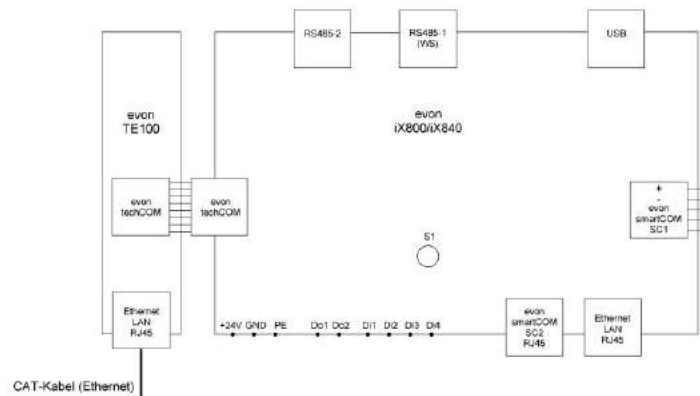 RS485-2
RS485-1
(WS)
USB
evon
TE100
evon
iX800/iX840
evon
techCOM
evon
techCOM
+
-
evon
smartCOM
SC1
S1
Ethernet
LAN
RJ45
+24V GND PE Do1 Do2 Di1 Di2 Di3 Di4
evon
smartCOM
SC2
RJ45
Ethernet
LAN
RJ45
CAT-Kabel (Ethernet)